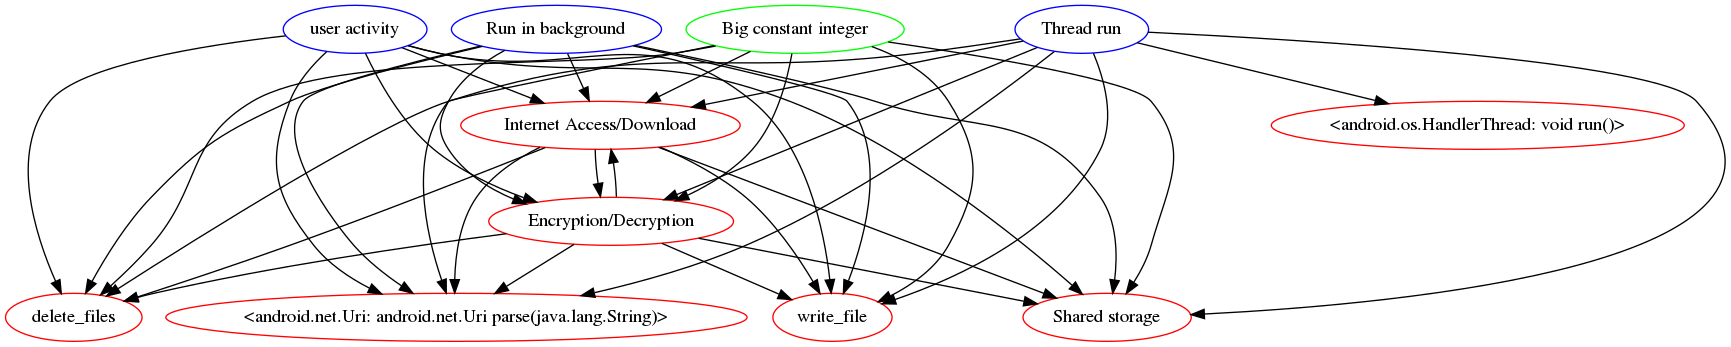 user activity
Run in background
Big constant integer
Thread run
Internet Access/Download
<android.os.HandlerThread: void run()>
Encryption/Decryption
delete_files
<android.net.Uri: android.net.Uri parse(java.lang.String)>
write_file
Shared storage